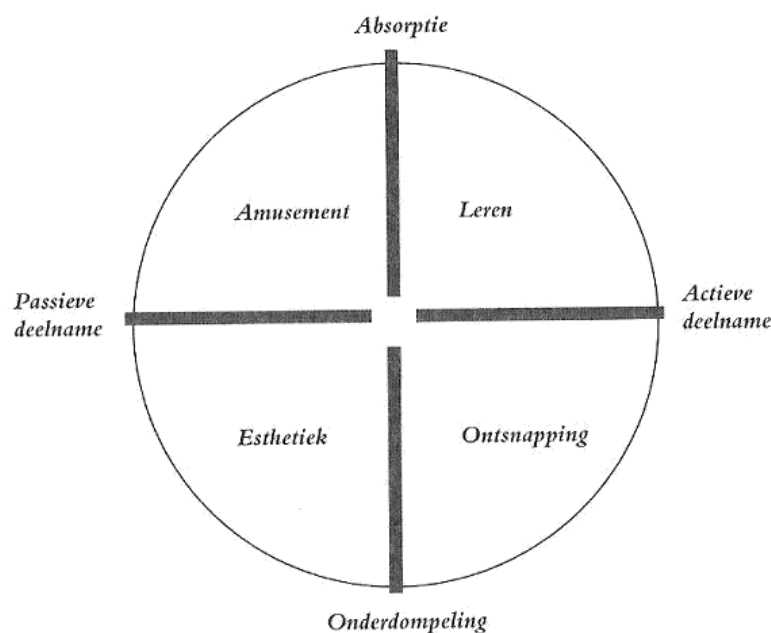 Absorptie
Amusement
Leren
Passieve
deelname
Actieve
deelname
Esthetiek
Ontsnapping
Onderdompeling